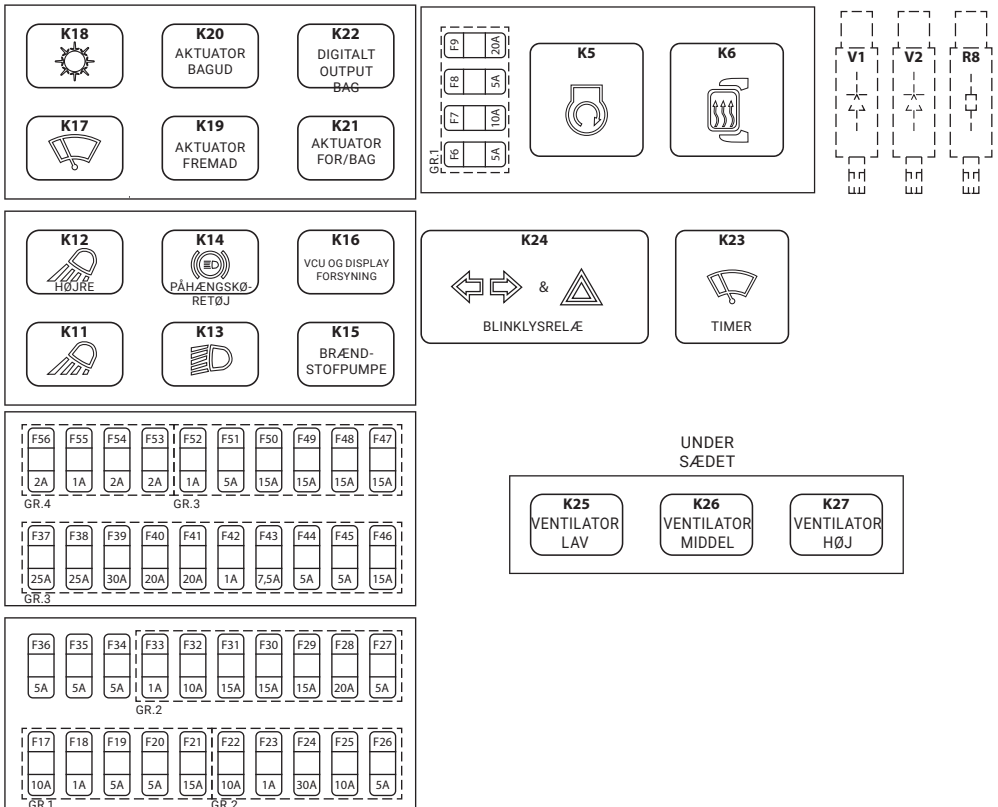 K18
K20
AKTUATOR
BAGUD
K22
DIGITALT
OUTPUT
BAG
K17
K19
AKTUATOR
FREMAD
K21
AKTUATOR
FOR/BAG
F9 20A
F8 5A
F7 10A
F6 5A
GR.1
K5
K6
V1
V2
R8
K12
HØJRE
K14
PÅHÆNGSKØ-
RETØJ
K16
VCU OG DISPLAY
FORSYNING
K11
K13
K15
BRÆND-
STOFPUMPE
K24
&
BLINKLYSRELÆ
K23
TIMER
F56 F55 F54 F53 F52 F51 F50 F49 F48 F47
2A 1A 2A 2A 1A 5A 15A 15A 15A 15A
GR.4 GR.3
F37 F38 F39 F40 F41 F42 F43 F44 F45 F46
25A 25A 30A 20A 20A 1A 7,5A 5A 5A 15A
GR.3
UNDER
SÆDET
K25
VENTILATOR
LAV
K26
VENTILATOR
MIDDEL
K27
VENTILATOR
HØJ
F36 F35 F34 F33 F32 F31 F30 F29 F28 F27
5A 5A 5A 1A 10A 15A 15A 15A 20A 5A
GR.2
F17 F18 F19 F20 F21 F22 F23 F24 F25 F26
10A 1A 5A 5A 15A 10A 1A 30A 10A 5A
GR.1 GR.2